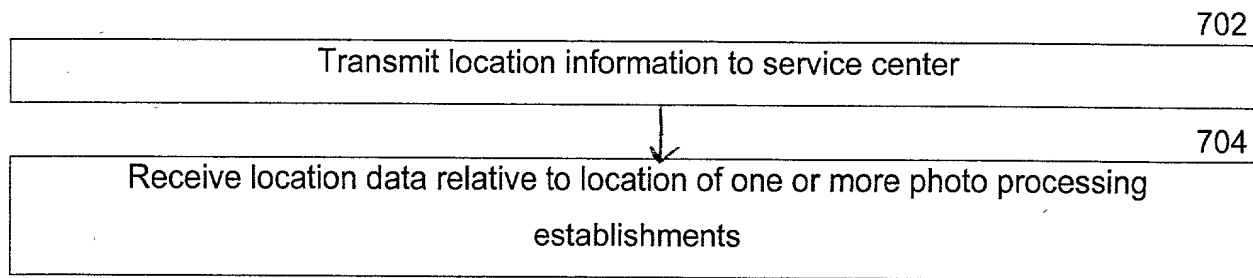 702
Transmit location information to service center
704
Receive location data relative to location of one or more photo processing
establishments